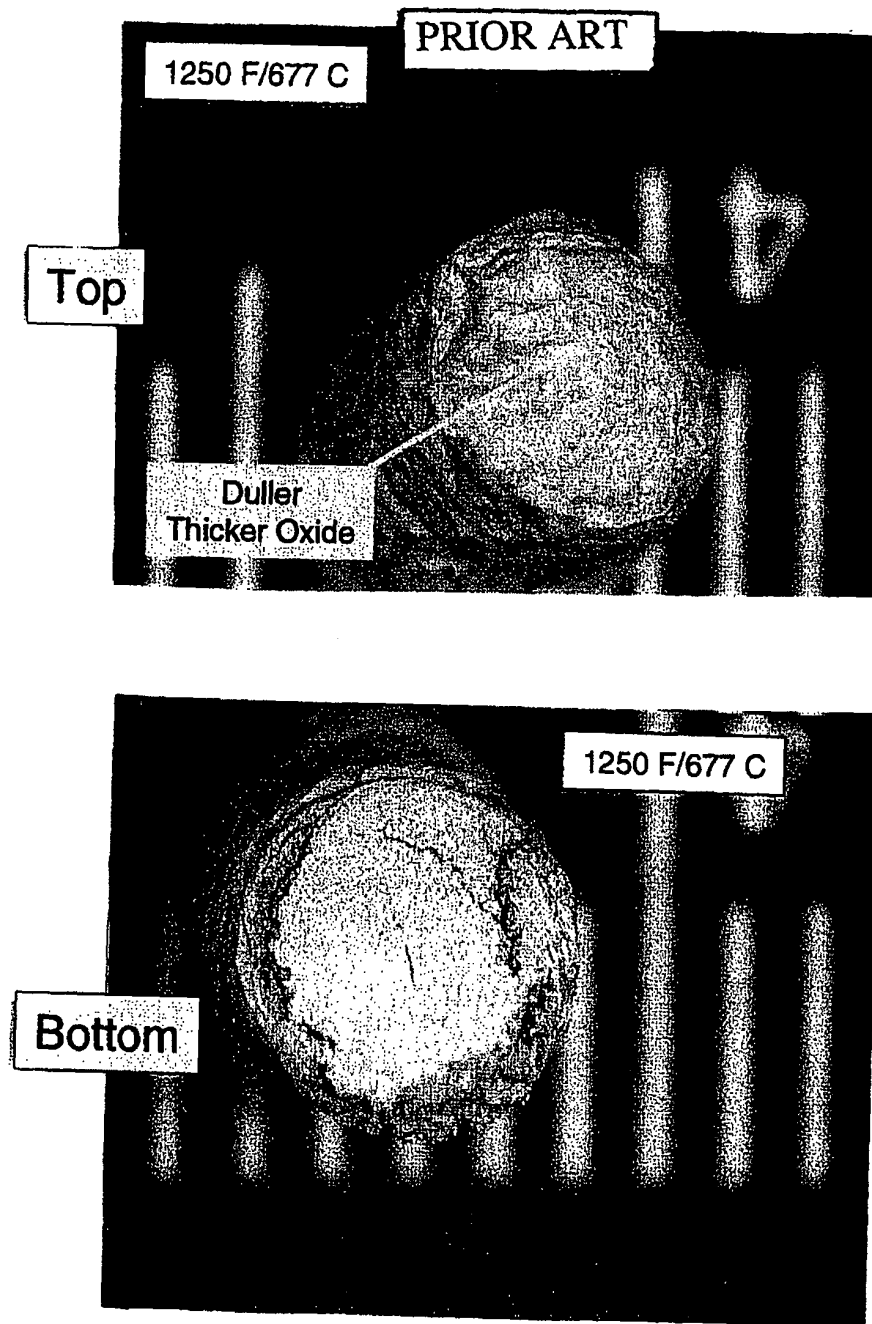 PRIOR ART
1250 F/677 C
Top
Duller
Thicker Oxide
1250 F/677 C
Bottom